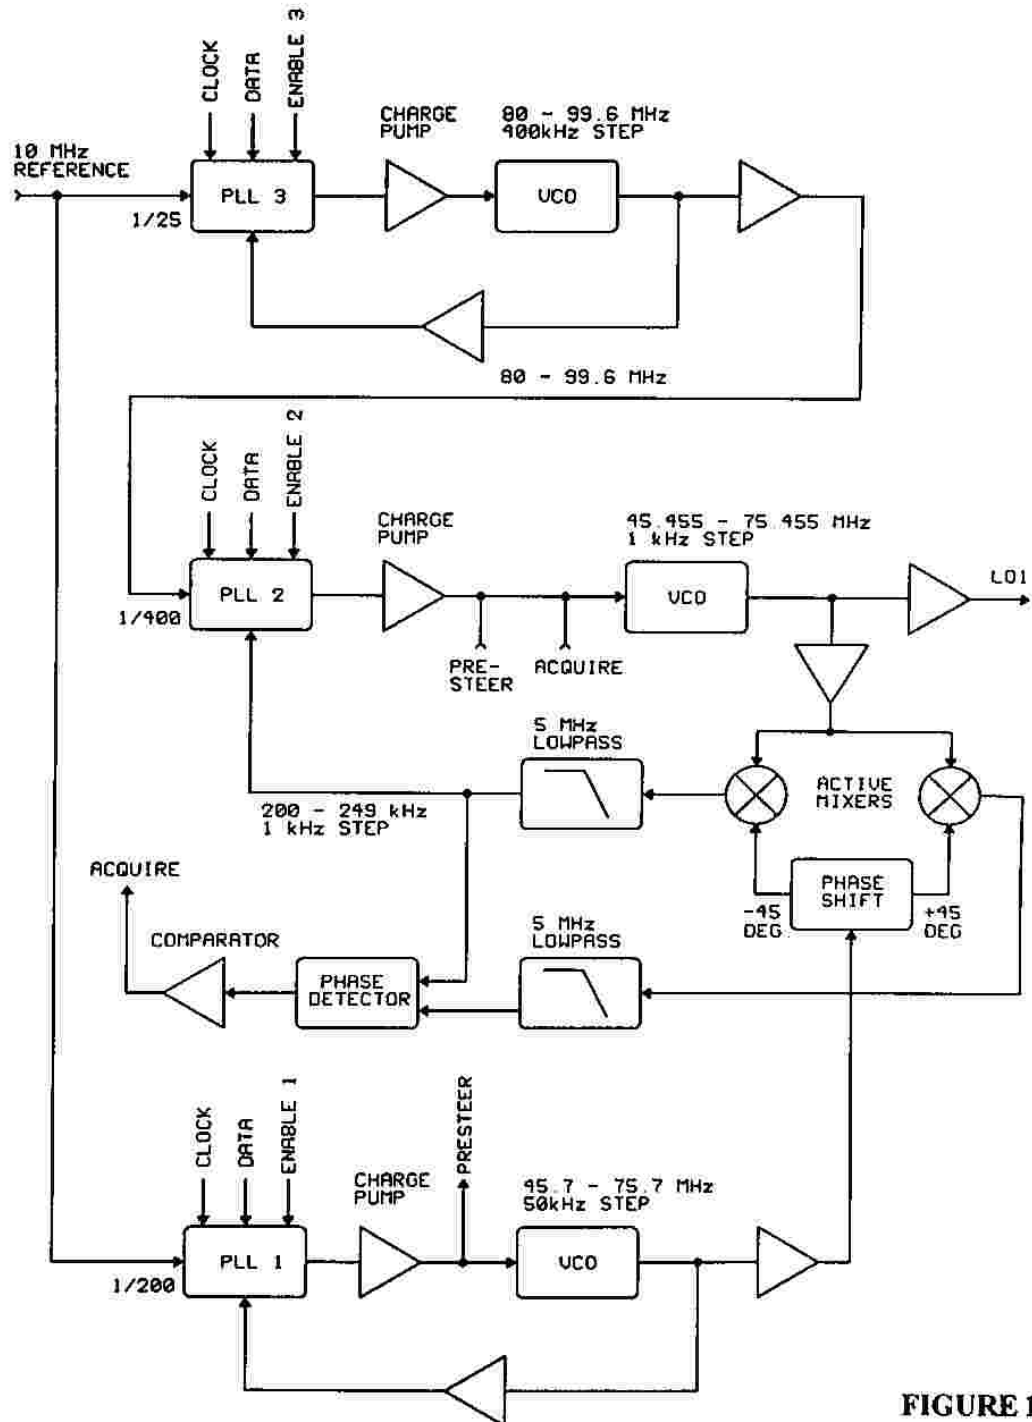 CLOCK
DATA
ENABLE 3
10 MHz
REFERENCE
CHARGE
PUMP
80 - 99.6 MHz
400kHz STEP
PLL 3
VCO
1/25
80 - 99.6 MHz
CLOCK
DATA
ENABLE 2
CHARGE
PUMP
45.455 - 75.455 MHz
1 kHz STEP
PLL 2
VCO
LO1
1/400
PRE-
STEER
ACQUIRE
5 MHz
LOWPASS
ACTIVE
MIXERS
200 - 249 kHz
1 kHz STEP
PHASE
SHIFT
-45
DEG
+45
DEG
ACQUIRE
COMPARATOR
5 MHz
LOWPASS
PHASE
DETECTOR
CLOCK
DATA
ENABLE 1
PRESTEER
CHARGE
PUMP
45.7 - 75.7 MHz
50kHz STEP
PLL 1
VCO
1/200
FIGURE 1